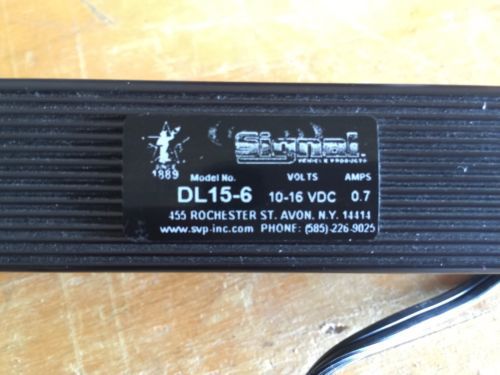 Signal
VEHICLE PRODUCTS
1889
Model No. VOLTS AMPS
DL15-6 10-16 VDC 0.7
455 ROCHESTER ST. AVON, N.Y. 14414
www.svp-inc.com PHONE: (585)-226-9025